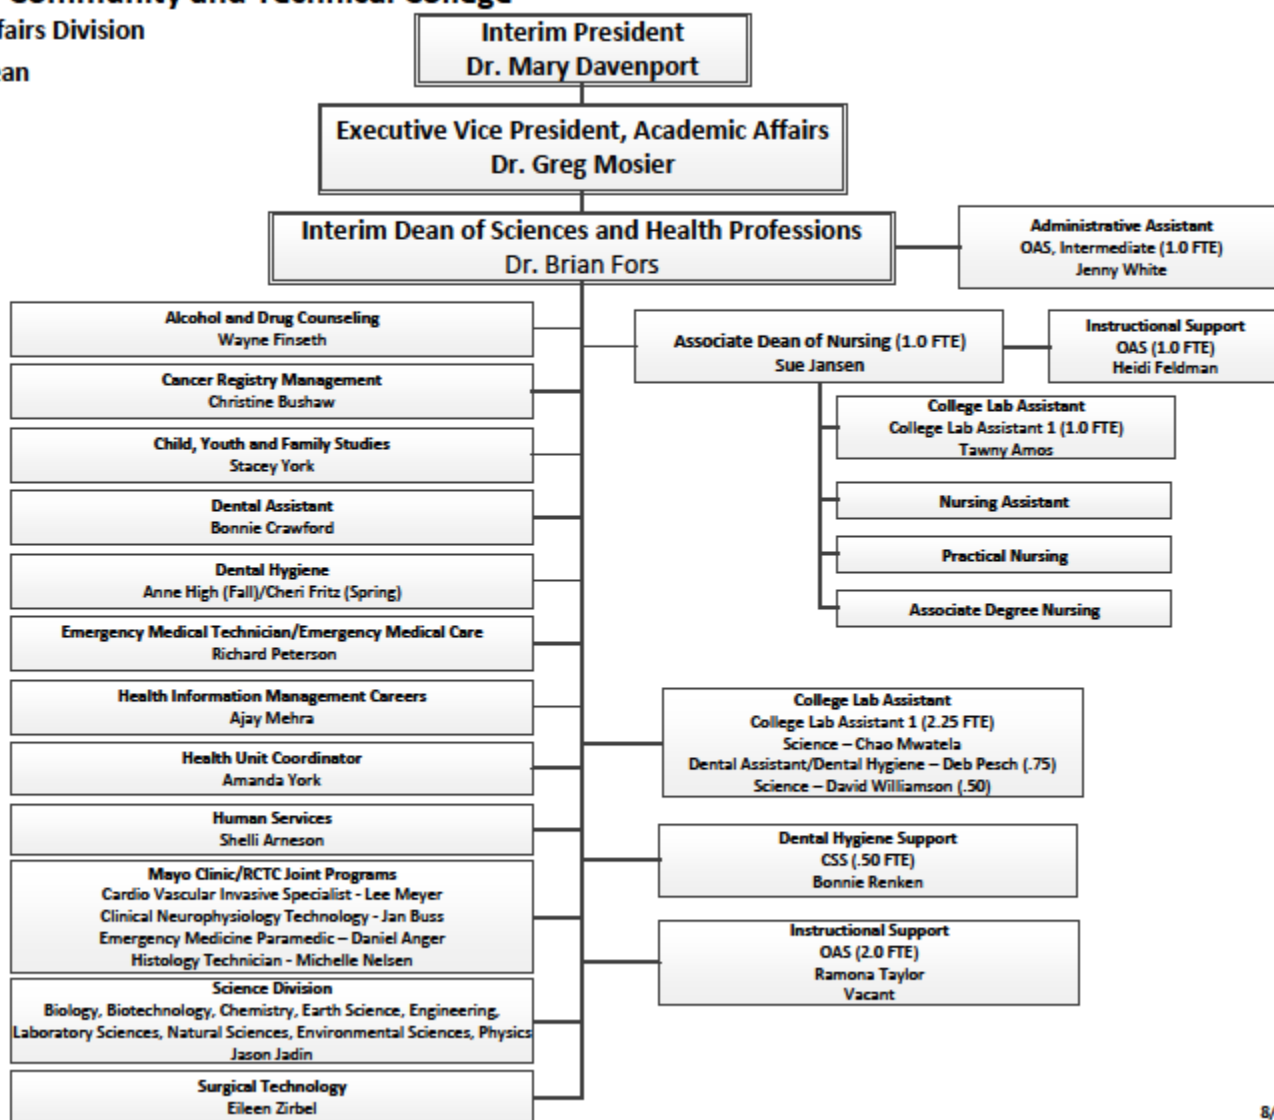 Community and Technical College
fairs Division
ean
Interim President
Dr. Mary Davenport
Executive Vice President, Academic Affairs
Dr. Greg Mosier
Interim Dean of Sciences and Health Professions
Dr. Brian Fors
Administrative Assistant
OAS, Intermediate (1.0 FTE)
Jenny White
Alcohol and Drug Counseling
Wayne Finseth
Cancer Registry Management
Christine Bushaw
Child, Youth and Family Studies
Stacey York
Dental Assistant
Bonnie Crawford
Dental Hygiene
Anne High (Fall)/Cheri Fritz (Spring)
Emergency Medical Technician/Emergency Medical Care
Richard Peterson
Health Information Management Careers
Ajay Mehra
Health Unit Coordinator
Amanda York
Human Services
Shelli Arneson
Mayo Clinic/RCTC Joint Programs
Cardio Vascular Invasive Specialist - Lee Meyer
Clinical Neurophysiology Technology - Jan Buss
Emergency Medicine Paramedic – Daniel Anger
Histology Technician - Michelle Nelsen
Science Division
Biology, Biotechnology, Chemistry, Earth Science, Engineering,
Laboratory Sciences, Natural Sciences, Environmental Sciences, Physics
Jason Jadin
Surgical Technology
Eileen Zirbel
Associate Dean of Nursing (1.0 FTE)
Sue Jansen
Instructional Support
OAS (1.0 FTE)
Heidi Feldman
College Lab Assistant
College Lab Assistant 1 (1.0 FTE)
Tawny Amos
Nursing Assistant
Practical Nursing
Associate Degree Nursing
College Lab Assistant
College Lab Assistant 1 (2.25 FTE)
Science – Chao Mwatela
Dental Assistant/Dental Hygiene – Deb Pesch (.75)
Science – David Williamson (.50)
Dental Hygiene Support
CSS (.50 FTE)
Bonnie Renken
Instructional Support
OAS (2.0 FTE)
Ramona Taylor
Vacant
8/